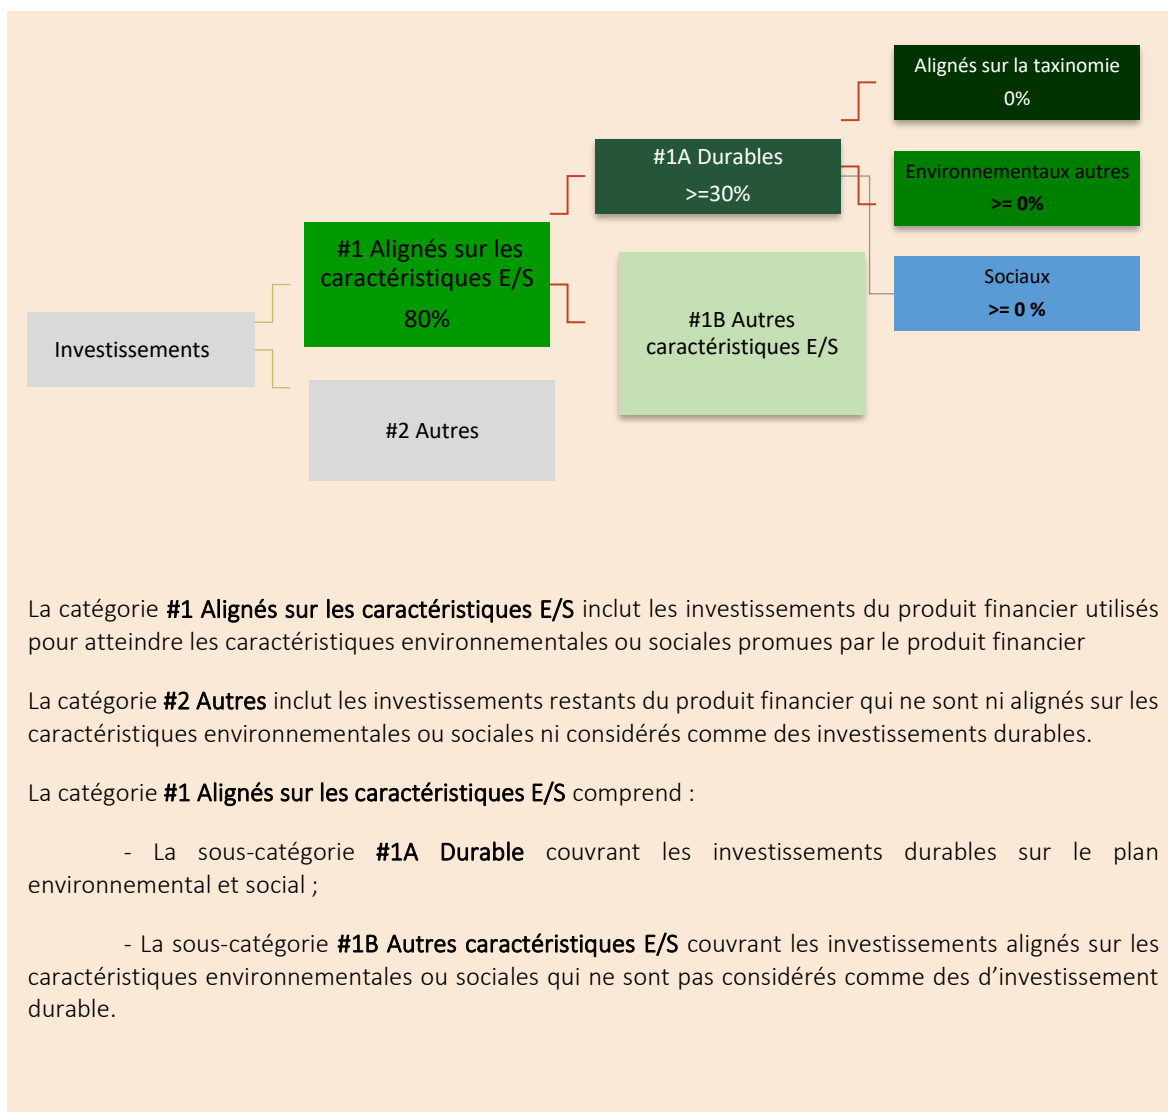 Alignés sur la taxinomie
0%
#1A Durables
>=30%
Environnementaux autres
>= 0%
#1 Alignés sur les
caractéristiques E/S
80%
Sociaux
>= 0 %
#1B Autres
caractéristiques E/S
Investissements
#2 Autres
La catégorie #1 Alignés sur les caractéristiques E/S inclut les investissements du produit financier utilisés
pour atteindre les caractéristiques environnementales ou sociales promues par le produit financier
La catégorie #2 Autres inclut les investissements restants du produit financier qui ne sont ni alignés sur les
caractéristiques environnementales ou sociales ni considérés comme des investissements durables.
La catégorie #1 Alignés sur les caractéristiques E/S comprend :
- La sous-catégorie #1A Durable couvrant les investissements durables sur le plan
environnemental et social ;
- La sous-catégorie #1B Autres caractéristiques E/S couvrant les investissements alignés sur les
caractéristiques environnementales ou sociales qui ne sont pas considérés comme des d’investissement
durable.